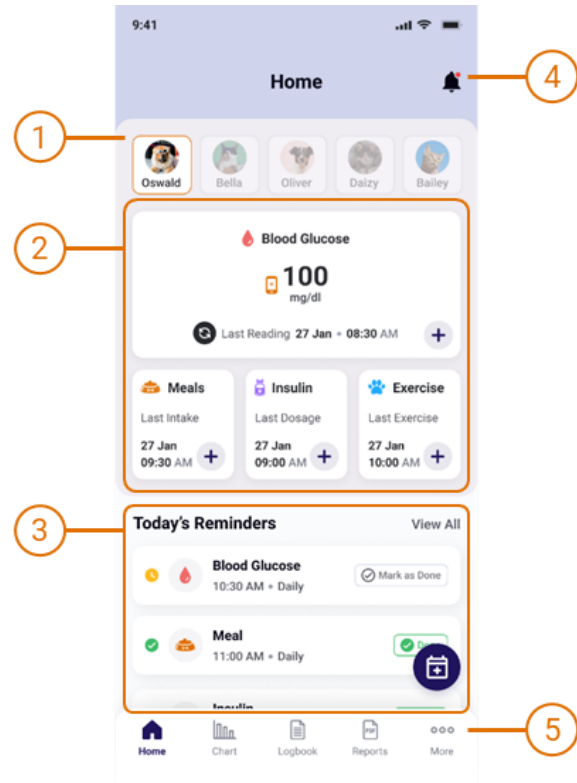 9:41
Home
4
1
Oswald
Bella
Oliver
Daizy
Bailey
2
Blood Glucose
100
mg/dl
Last Reading 27 Jan • 08:30 AM
Meals
Last Intake
27 Jan
09:30 AM
Insulin
Last Dosage
27 Jan
09:00 AM
Exercise
Last Exercise
27 Jan
10:00 AM
3
Today's Reminders
View All
Blood Glucose
10:30 AM • Daily
Mark as Done
Meal
11:00 AM • Daily
Insulin
Home
Chart
Logbook
PDF
Reports
More
5